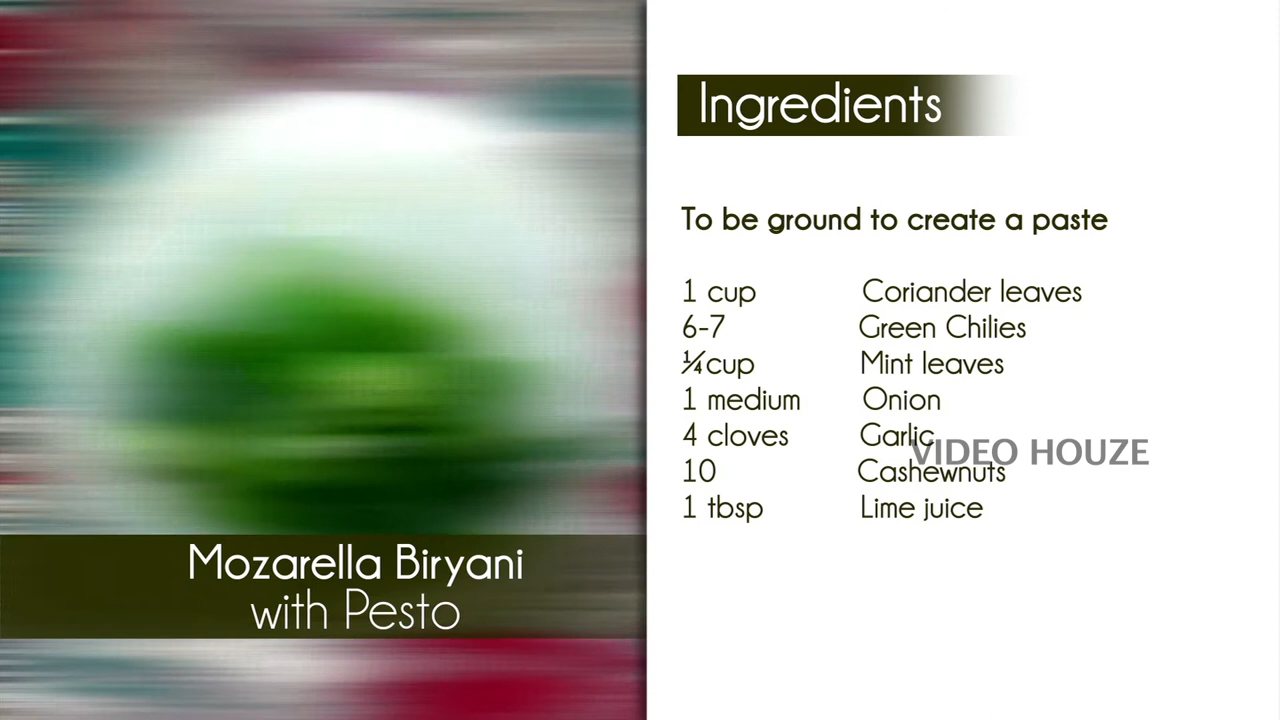 Ingredients
To be ground to create a paste
1 cup Coriander leaves
6-7 Green Chilies
¼cup Mint leaves
1 medium Onion
4 cloves Garlic
VIDEO HOUZE
10 Cashewnuts
1 tbsp Lime juice
Mozarella Biryani
with Pesto